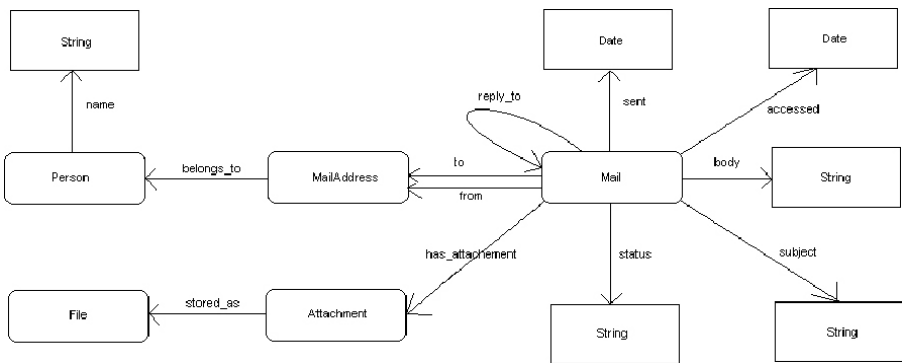 String
Date
Date
reply_to
sent
accessed
name
belongs_to
to
body
Person
MailAddress
Mail
String
from
has_attachement
status
subject
stored_as
File
Attachment
String
String